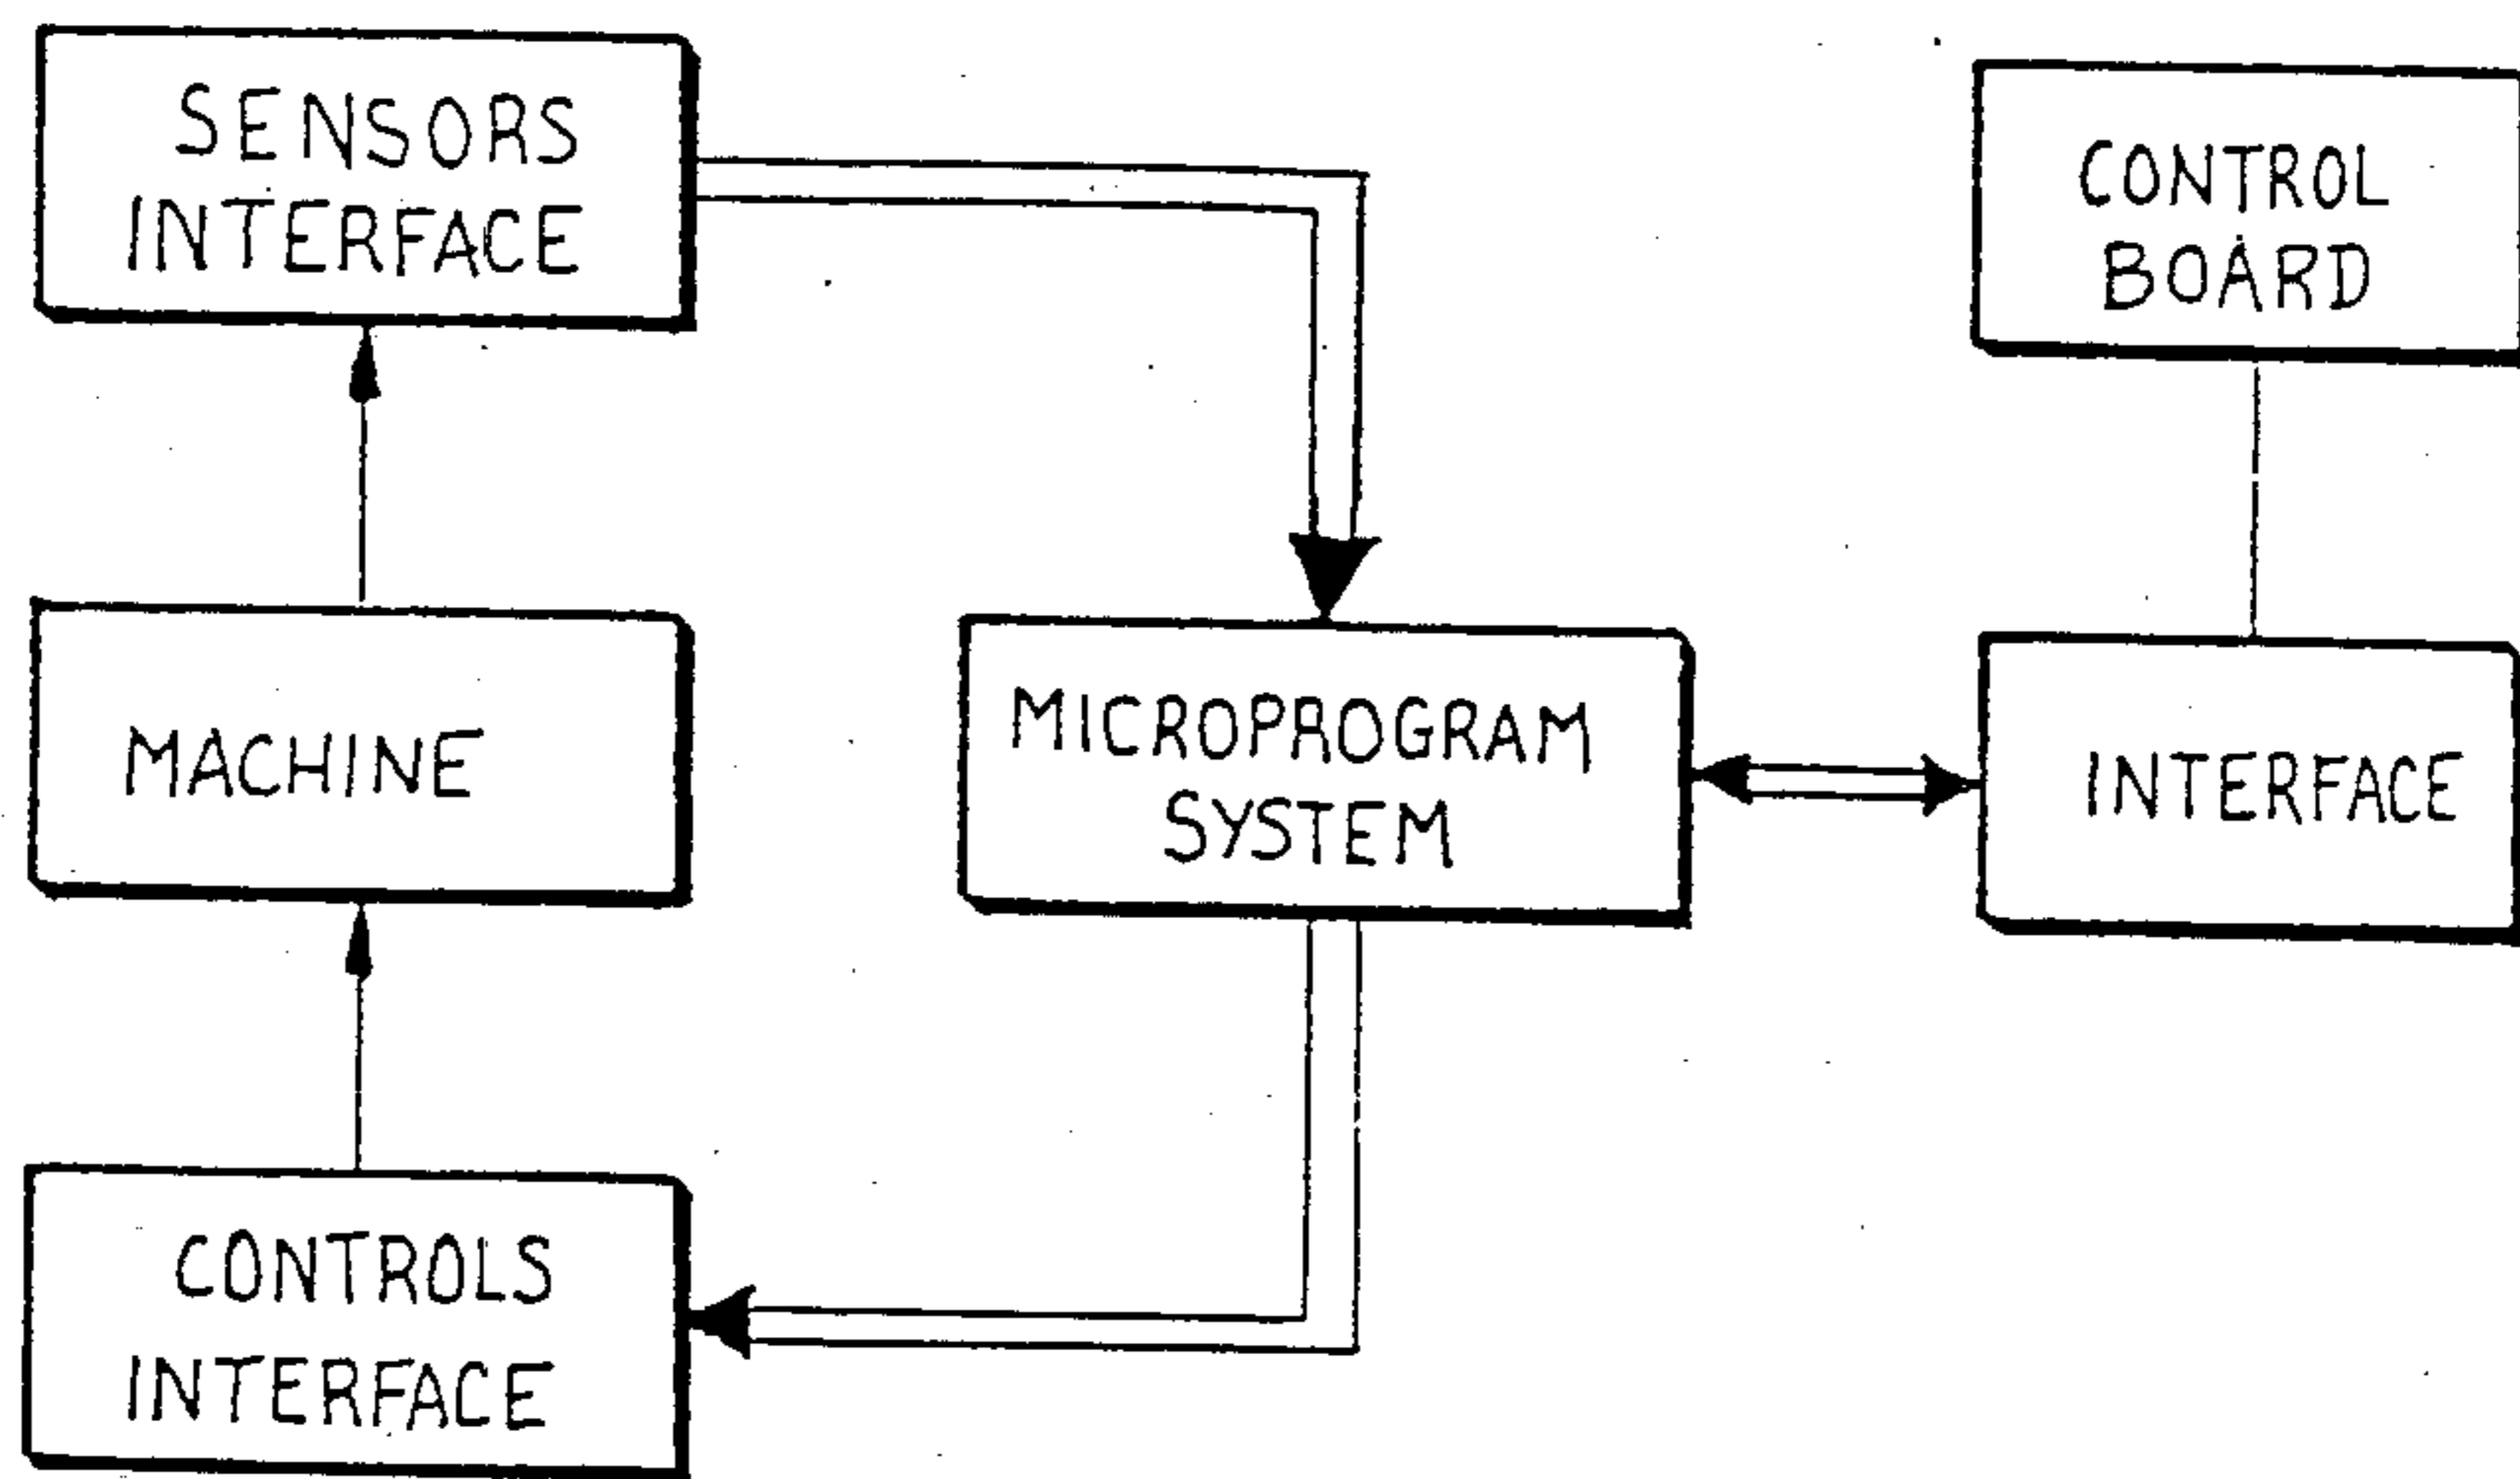 SENSORS
INTERFACE
CONTROL
BOARD
MACHINE
MICROPROGRAM
SYSTEM
INTERFACE
CONTROLS
INTERFACE